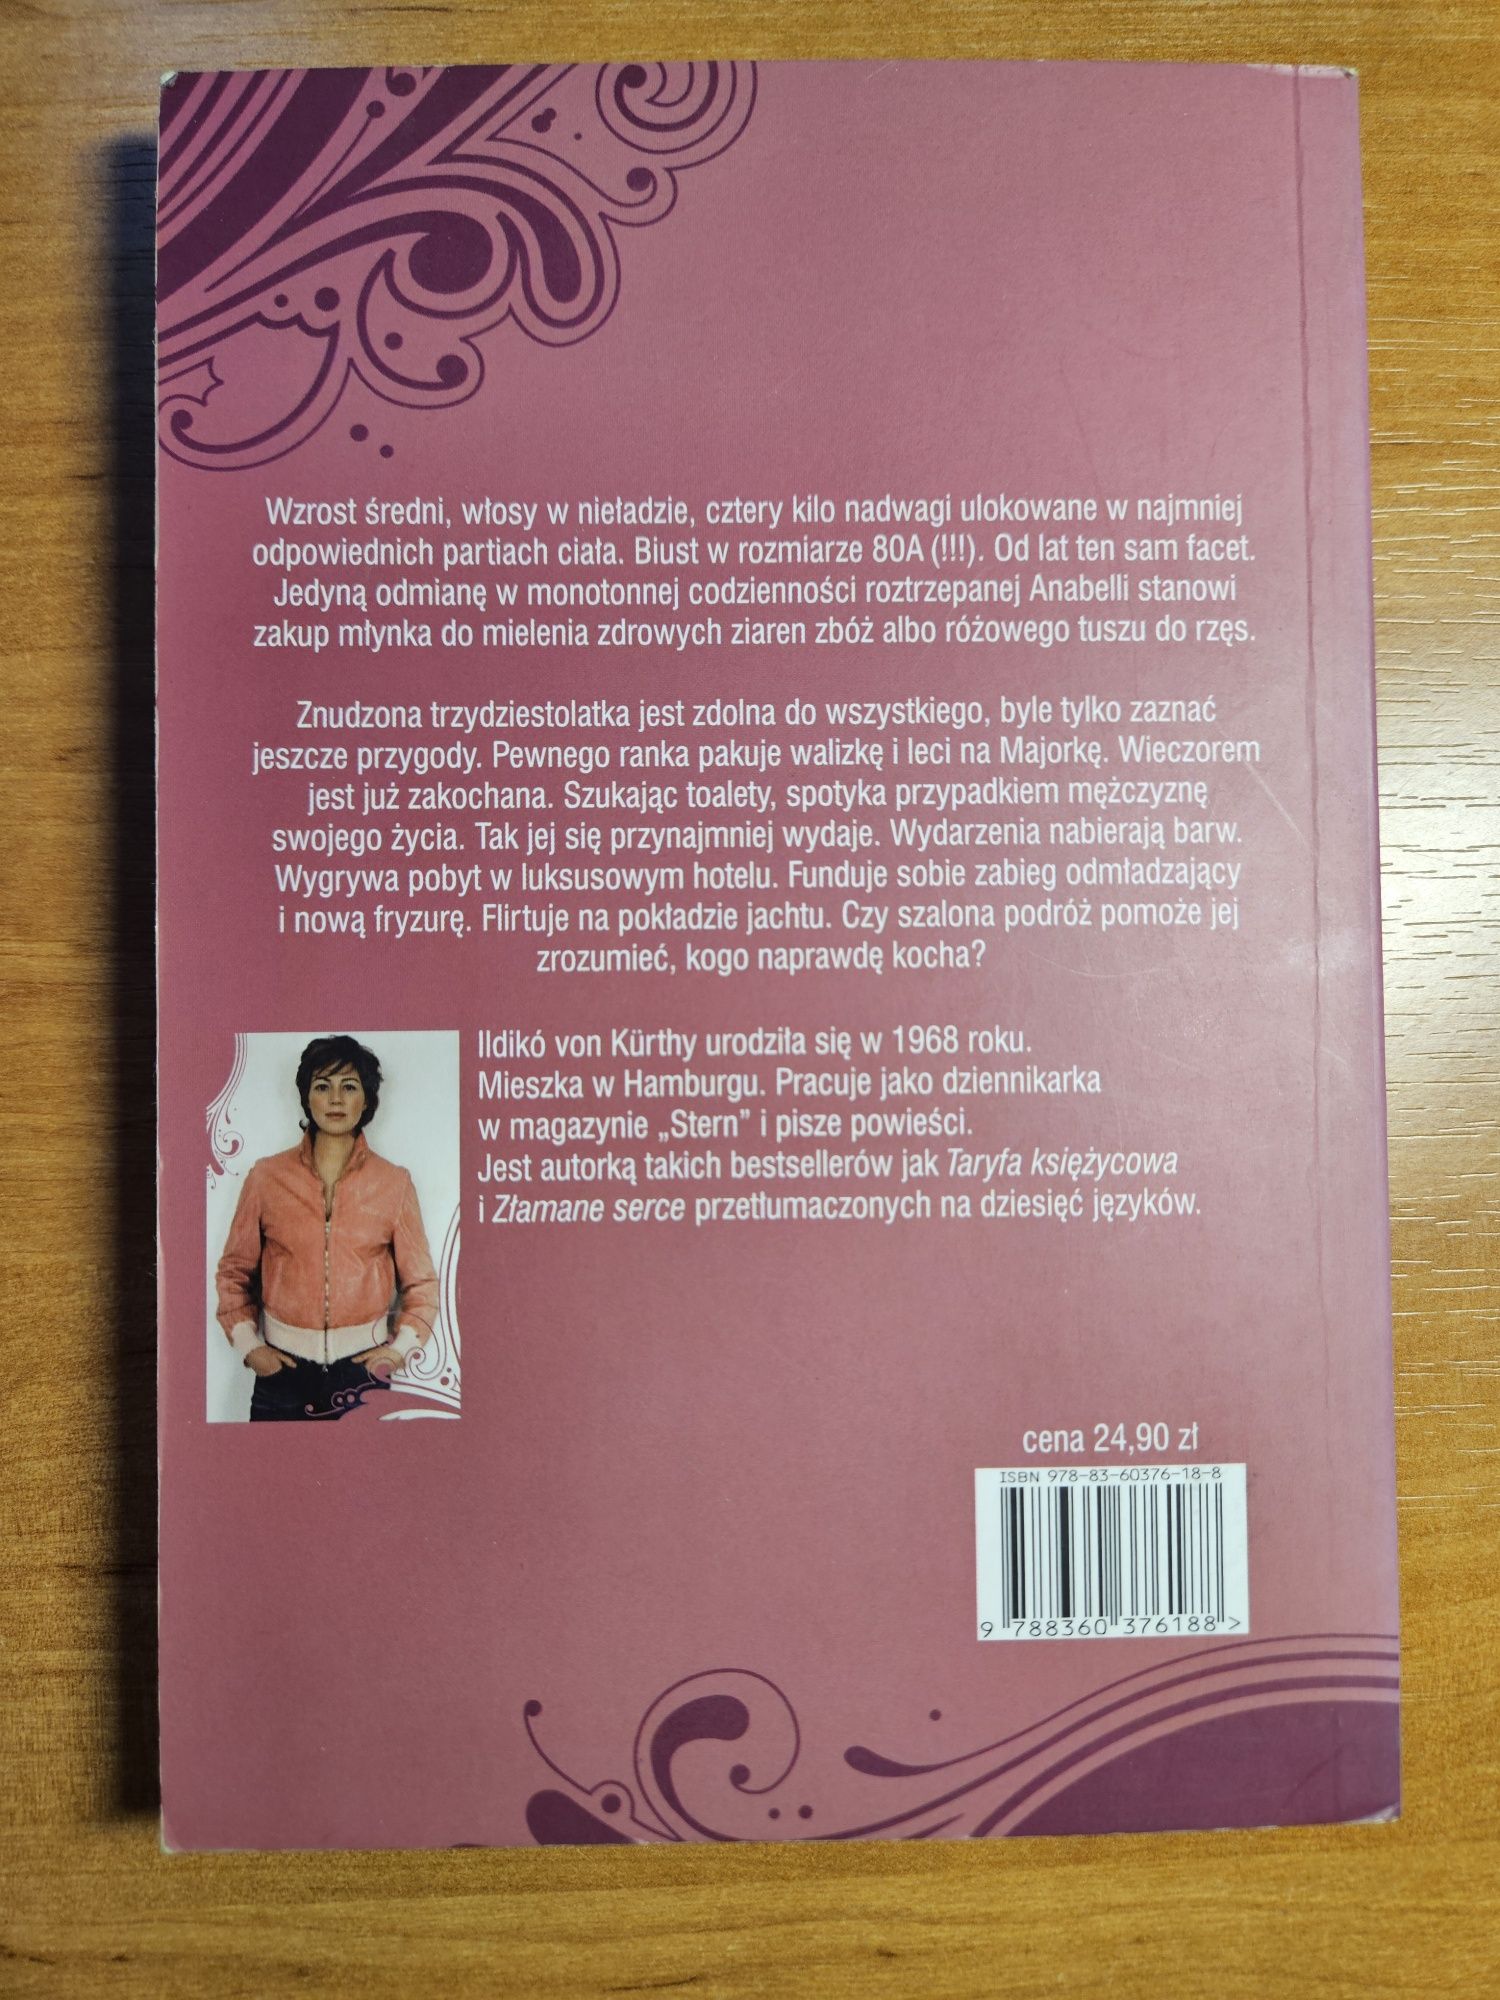 Wzrost średni, włosy w nieładzie, cztery kilo nadwagi ulokowane w najmniej
odpowiednich partiach ciała. Biust w rozmiarze 80A (!!!). Od lat ten sam facet.
Jedyną odmianę w monotonnej codzienności roztrzepanej Anabelli stanowi
zakup młynka do mielenia zdrowych ziaren zbóż albo różowego tuszu do rzęs.
Znudzona trzydziestolatka jest zdolna do wszystkiego, byle tylko zaznać
jeszcze przygody. Pewnego ranka pakuje walizkę i leci na Majorkę. Wieczorem
jest już zakochana. Szukając toalety, spotyka przypadkiem mężczyznę
swojego życia. Tak jej się przynajmniej wydaje. Wydarzenia nabierają barw.
Wygrywa pobyt w luksusowym hotelu. Funduje sobie zabieg odmładzający
i nową fryzurę. Flirtuje na pokładzie jachtu. Czy szalona podróż pomoże jej
zrozumieć, kogo naprawdę kocha?
Ildikó von Kürthy urodziła się w 1968 roku.
Mieszka w Hamburgu. Pracuje jako dziennikarka
w magazynie „Stern” i pisze powieści.
Jest autorką takich bestsellerów jak Taryfa księżycowa
i Złamane serce przetłumaczonych na dziesięć języków.
cena 24,90 zł
ISBN 978-83-60376-18-8
9 788360 376188 >